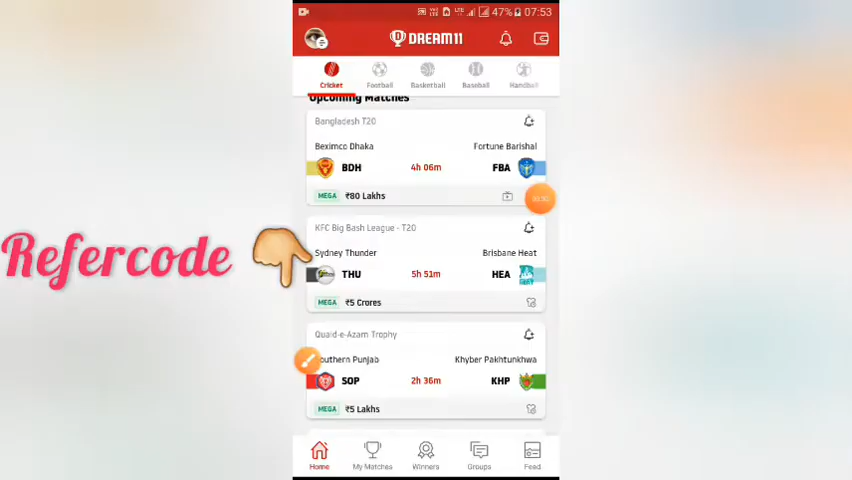 47% 07:53
DREAM11
Cricket Football Basketball Baseball Handball
Upcoming Matches
Bangladesh T20
Beximco Dhaka Fortune Barishal
BDH 4h 06m FBA
MEGA ₹80 Lakhs
KFC Big Bash League - T20
Refercode
Sydney Thunder Brisbane Heat
THU 5h 51m HEA
MEGA ₹5 Crores
Quaid-e-Azam Trophy
outhern Punjab Khyber Pakhtunkhwa
SOP 2h 36m KHP
MEGA ₹5 Lakhs
Home My Matches Winners Groups Feed